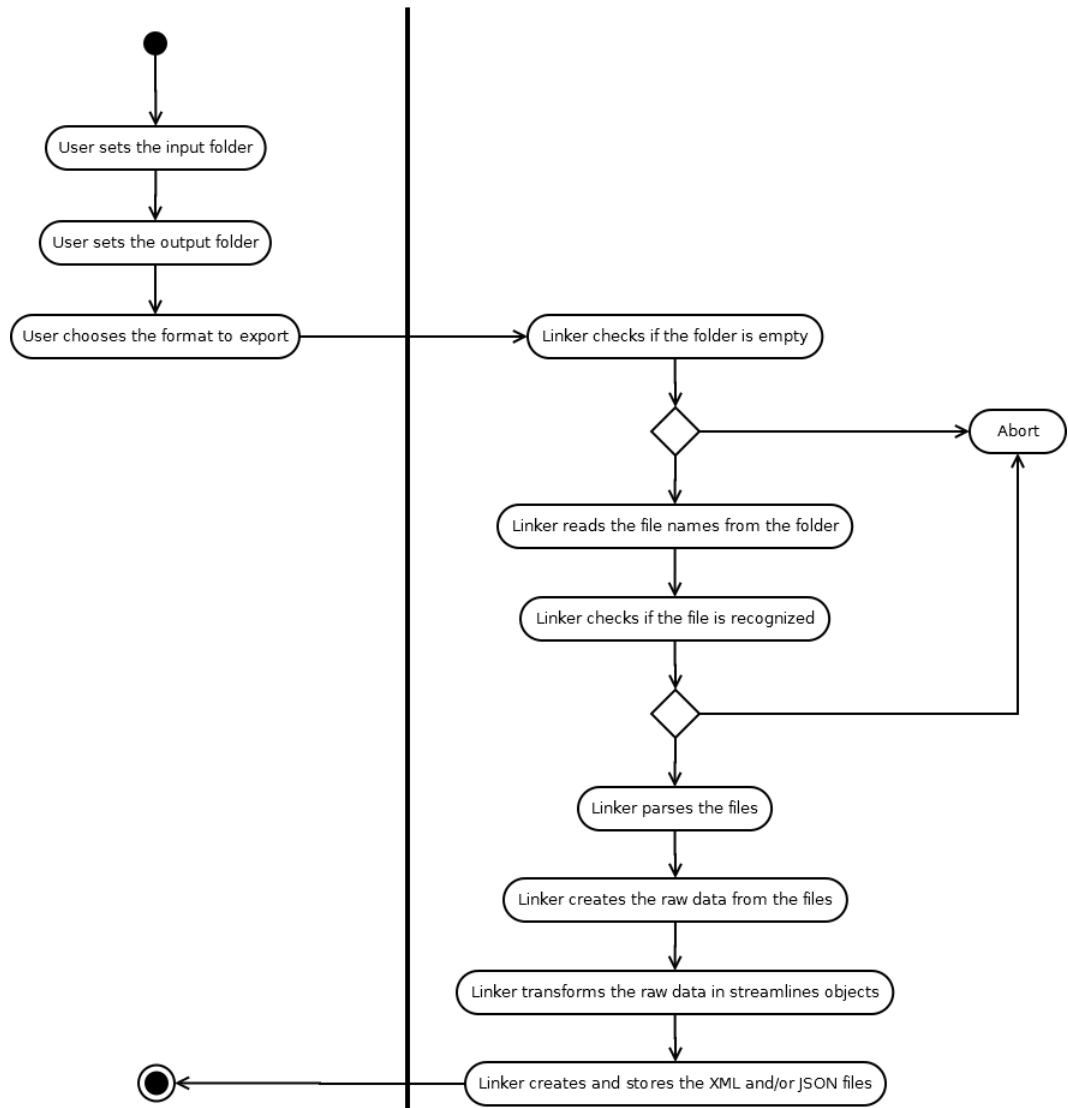 User sets the input folder
User sets the output folder
User chooses the format to export
Linker checks if the folder is empty
Abort
Linker reads the file names from the folder
Linker checks if the file is recognized
Linker parses the files
Linker creates the raw data from the files
Linker transforms the raw data in streamlines objects
Linker creates and stores the XML and/or JSON files